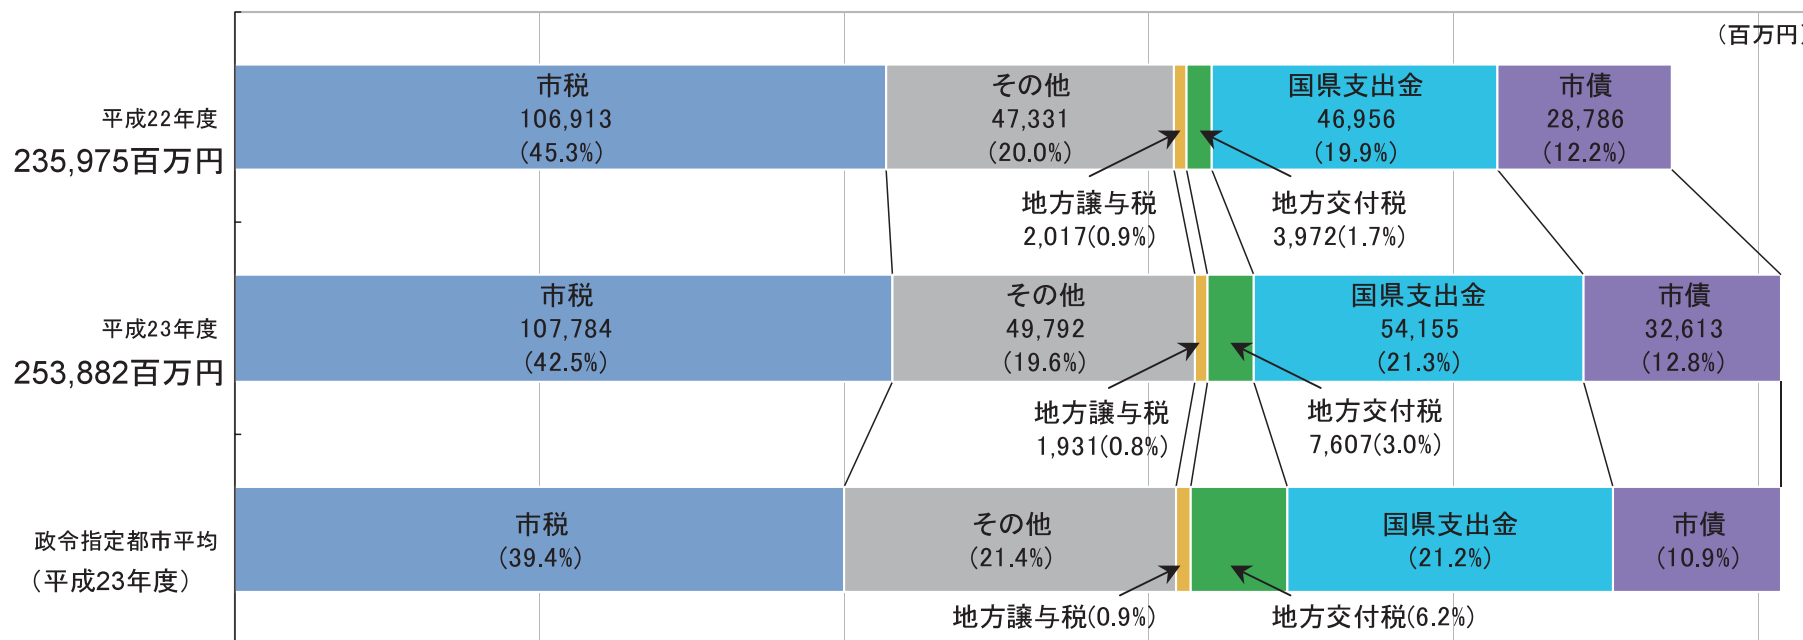 （百万円）
平成22年度
235,975百万円
市税
106,913
(45.3%)
その他
47,331
(20.0%)
地方譲与税
2,017(0.9%)
地方交付税
3,972(1.7%)
国県支出金
46,956
(19.9%)
市債
28,786
(12.2%)
平成23年度
253,882百万円
市税
107,784
(42.5%)
その他
49,792
(19.6%)
地方譲与税
1,931(0.8%)
地方交付税
7,607(3.0%)
国県支出金
54,155
(21.3%)
市債
32,613
(12.8%)
政令指定都市平均
（平成23年度）
市税
(39.4%)
その他
(21.4%)
地方譲与税(0.9%)
地方交付税(6.2%)
国県支出金
(21.2%)
市債
(10.9%)